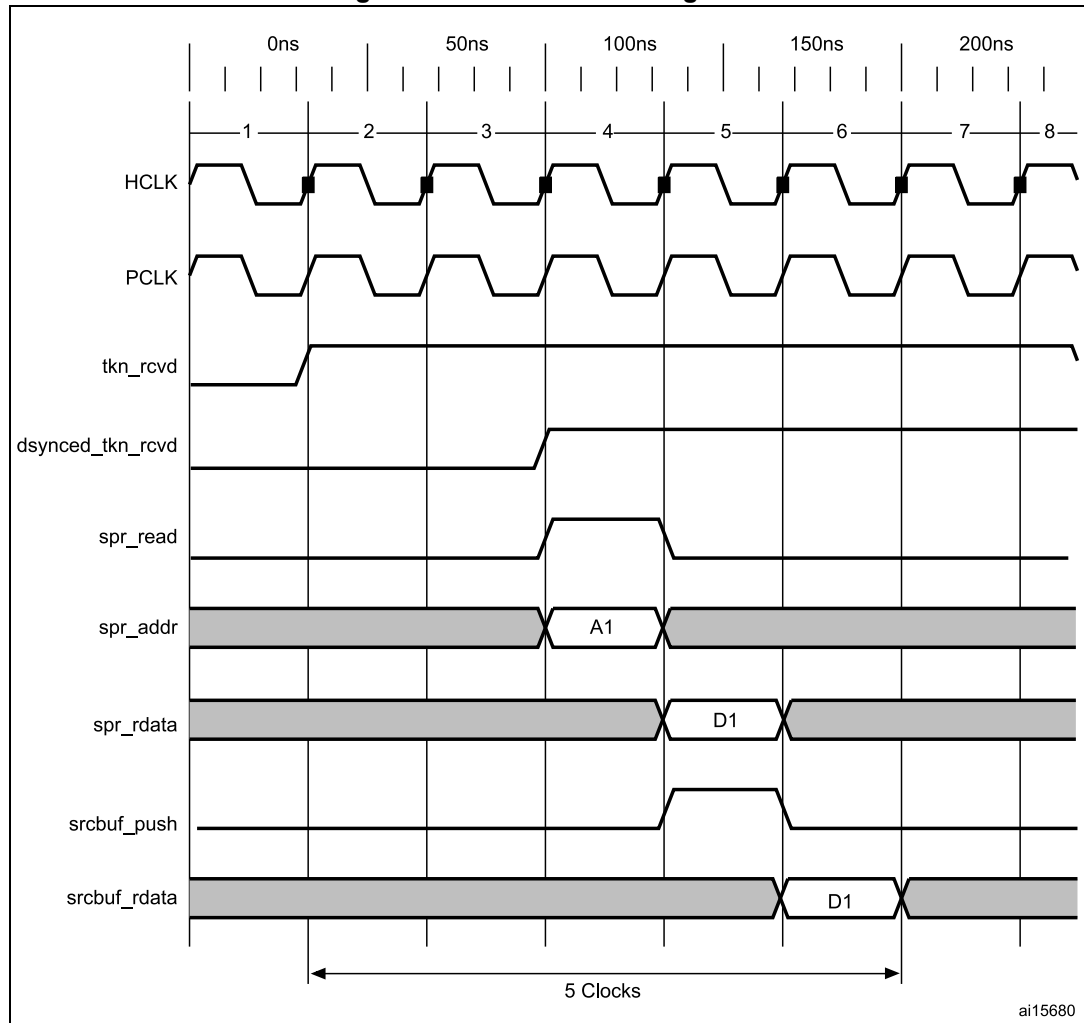 0ns 50ns 100ns 150ns 200ns
1 2 3 4 5 6 7 8
HCLK
PCLK
tkn_rcvd
dsynced_tkn_rcvd
spr_read
spr_addr A1
spr_rdata D1
srcbuf_push
srcbuf_rdata D1
5 Clocks
ai15680